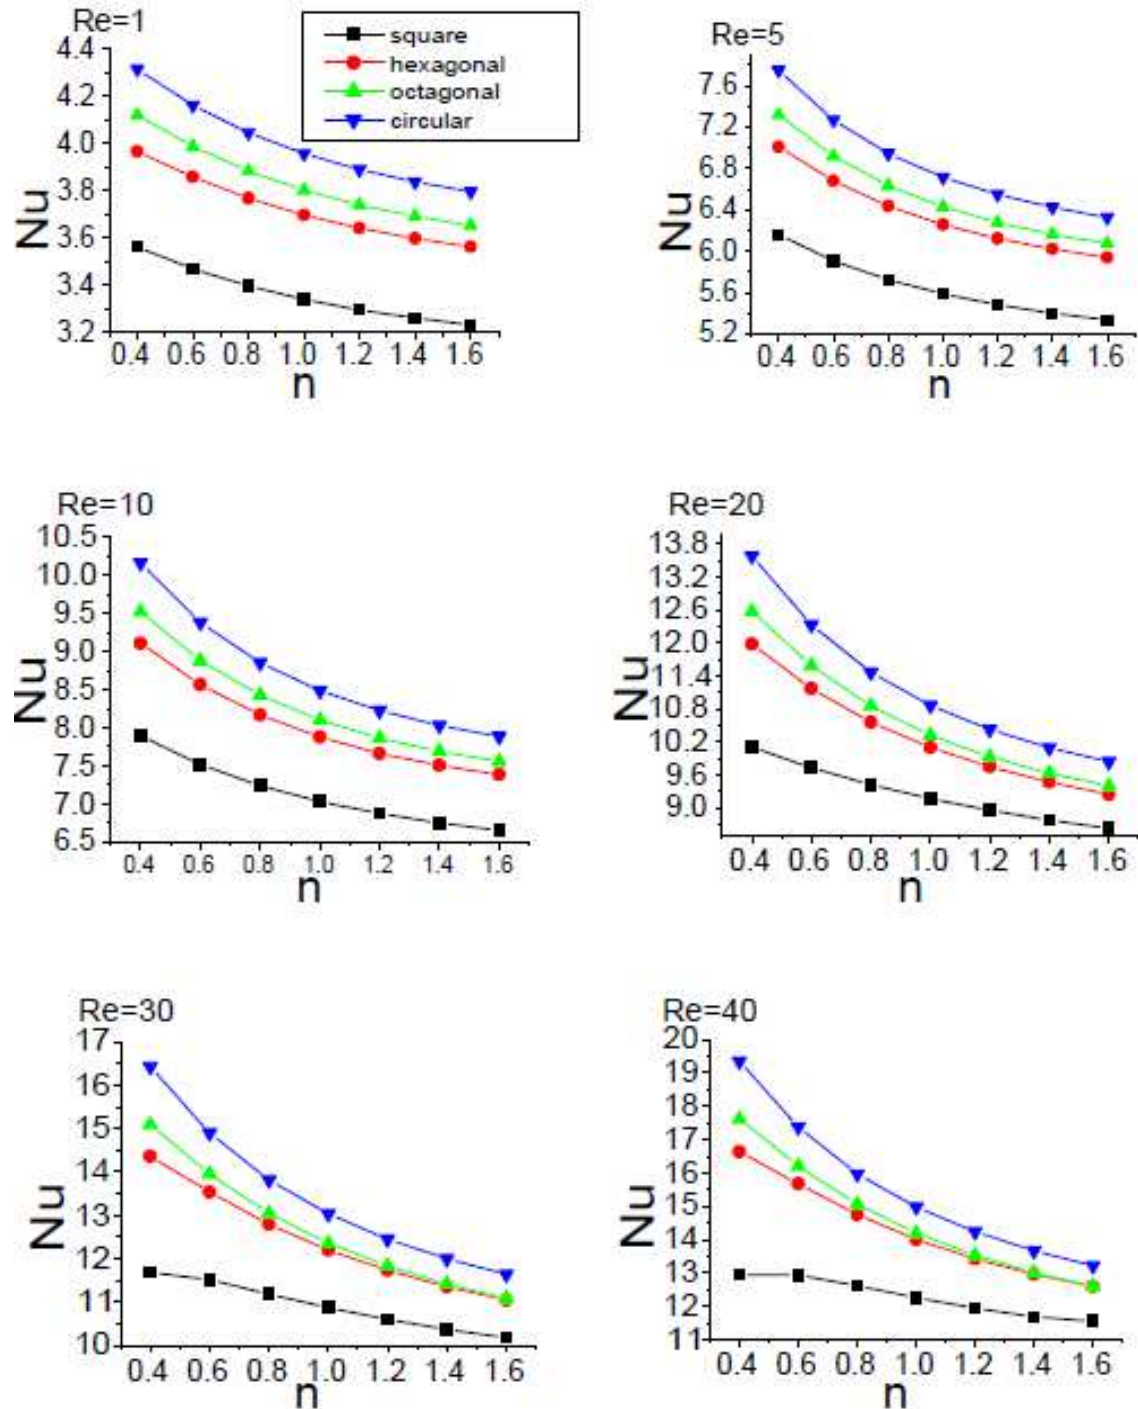 Re=1
square
hexagonal
octagonal
circular
4.4
4.2
4.0
3.8
3.6
3.4
3.2
Nu
0.4 0.6 0.8 1.0 1.2 1.4 1.6
n
Re=5
7.6
7.2
6.8
6.4
6.0
5.6
5.2
Nu
0.4 0.6 0.8 1.0 1.2 1.4 1.6
n
Re=10
10.5
10.0
9.5
9.0
8.5
8.0
7.5
7.0
6.5
Nu
0.4 0.6 0.8 1.0 1.2 1.4 1.6
n
Re=20
13.8
13.2
12.6
12.0
11.4
10.8
10.2
9.6
9.0
Nu
0.4 0.6 0.8 1.0 1.2 1.4 1.6
n
Re=30
17
16
15
14
13
12
11
10
Nu
0.4 0.6 0.8 1.0 1.2 1.4 1.6
n
Re=40
20
19
18
17
16
15
14
13
12
11
Nu
0.4 0.6 0.8 1.0 1.2 1.4 1.6
n